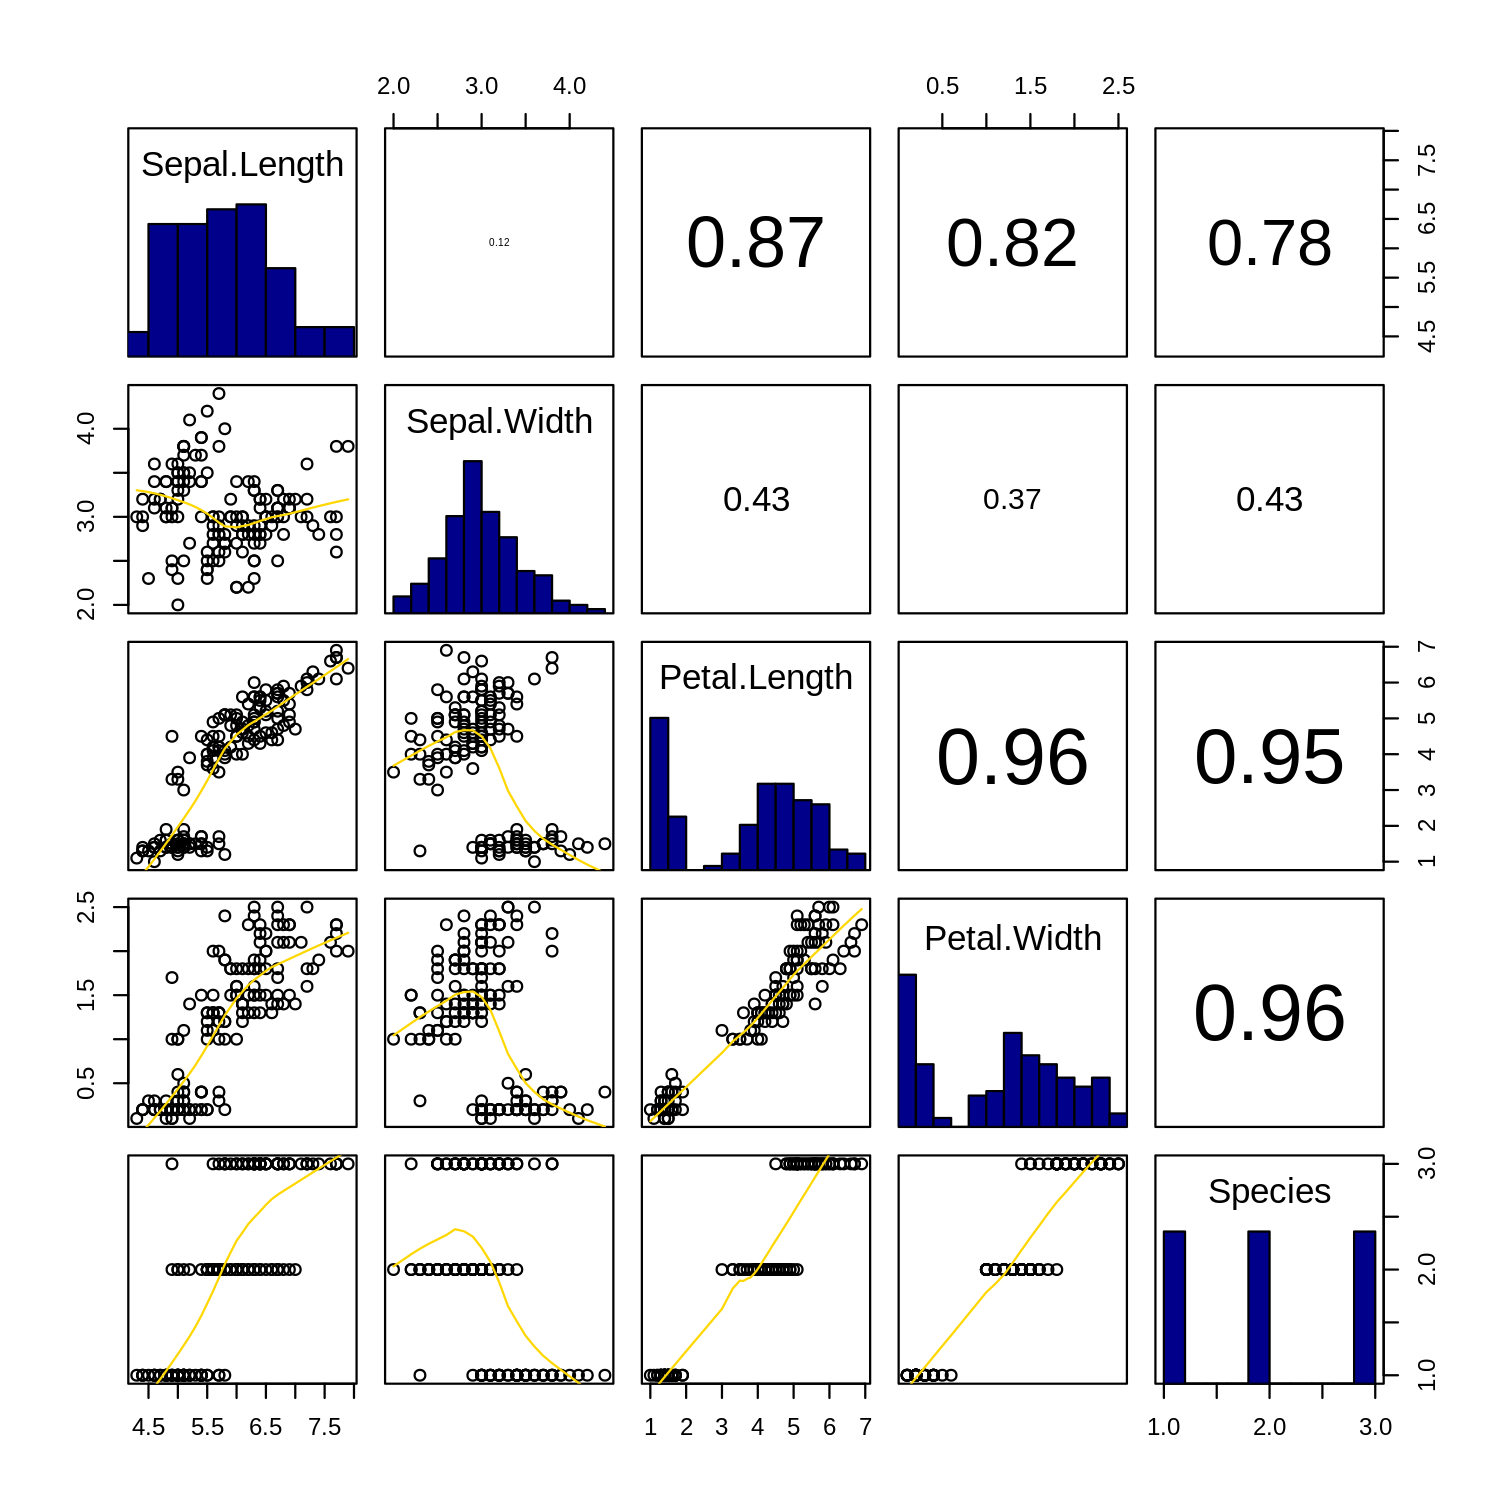 2.0 3.0 4.0 0.5 1.5 2.5
Sepal.Length 0.12 0.87 0.82 0.78 4.5 5.5 6.5 7.5
2.0 3.0 4.0 Sepal.Width 0.43 0.37 0.43
Petal.Length 0.96 0.95 1 2 3 4 5 6 7
0.5 1.5 2.5 Petal.Width 0.96
Species 1.0 2.0 3.0
4.5 5.5 6.5 7.5 1 2 3 4 5 6 7 1.0 2.0 3.0